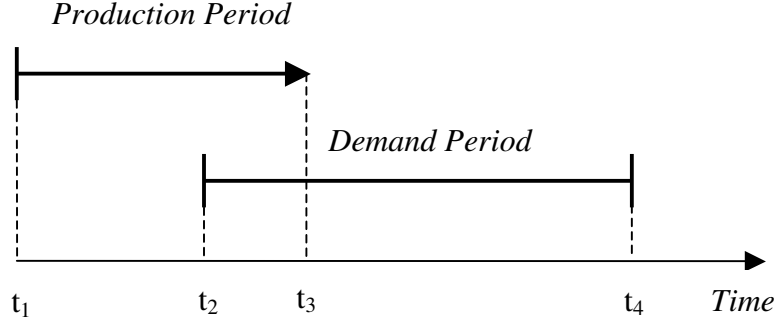 Production Period
Demand Period
t₁ t₂ t₃ t₄ Time